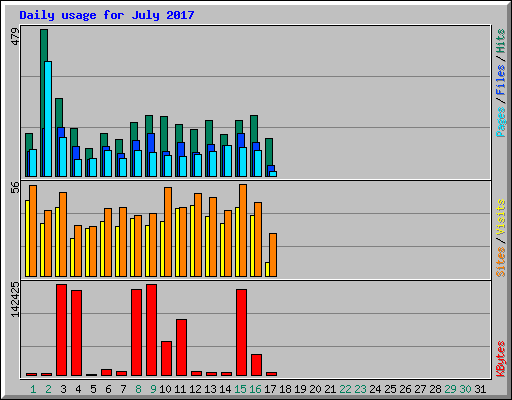 Daily usage for July 2017
479
Pages / Files / Hits
56
Sites / Visits
142425
KBytes
1 2 3 4 5 6 7 8 9 10 11 12 13 14 15 16 17 18 19 20 21 22 23 24 25 26 27 28 29 30 31